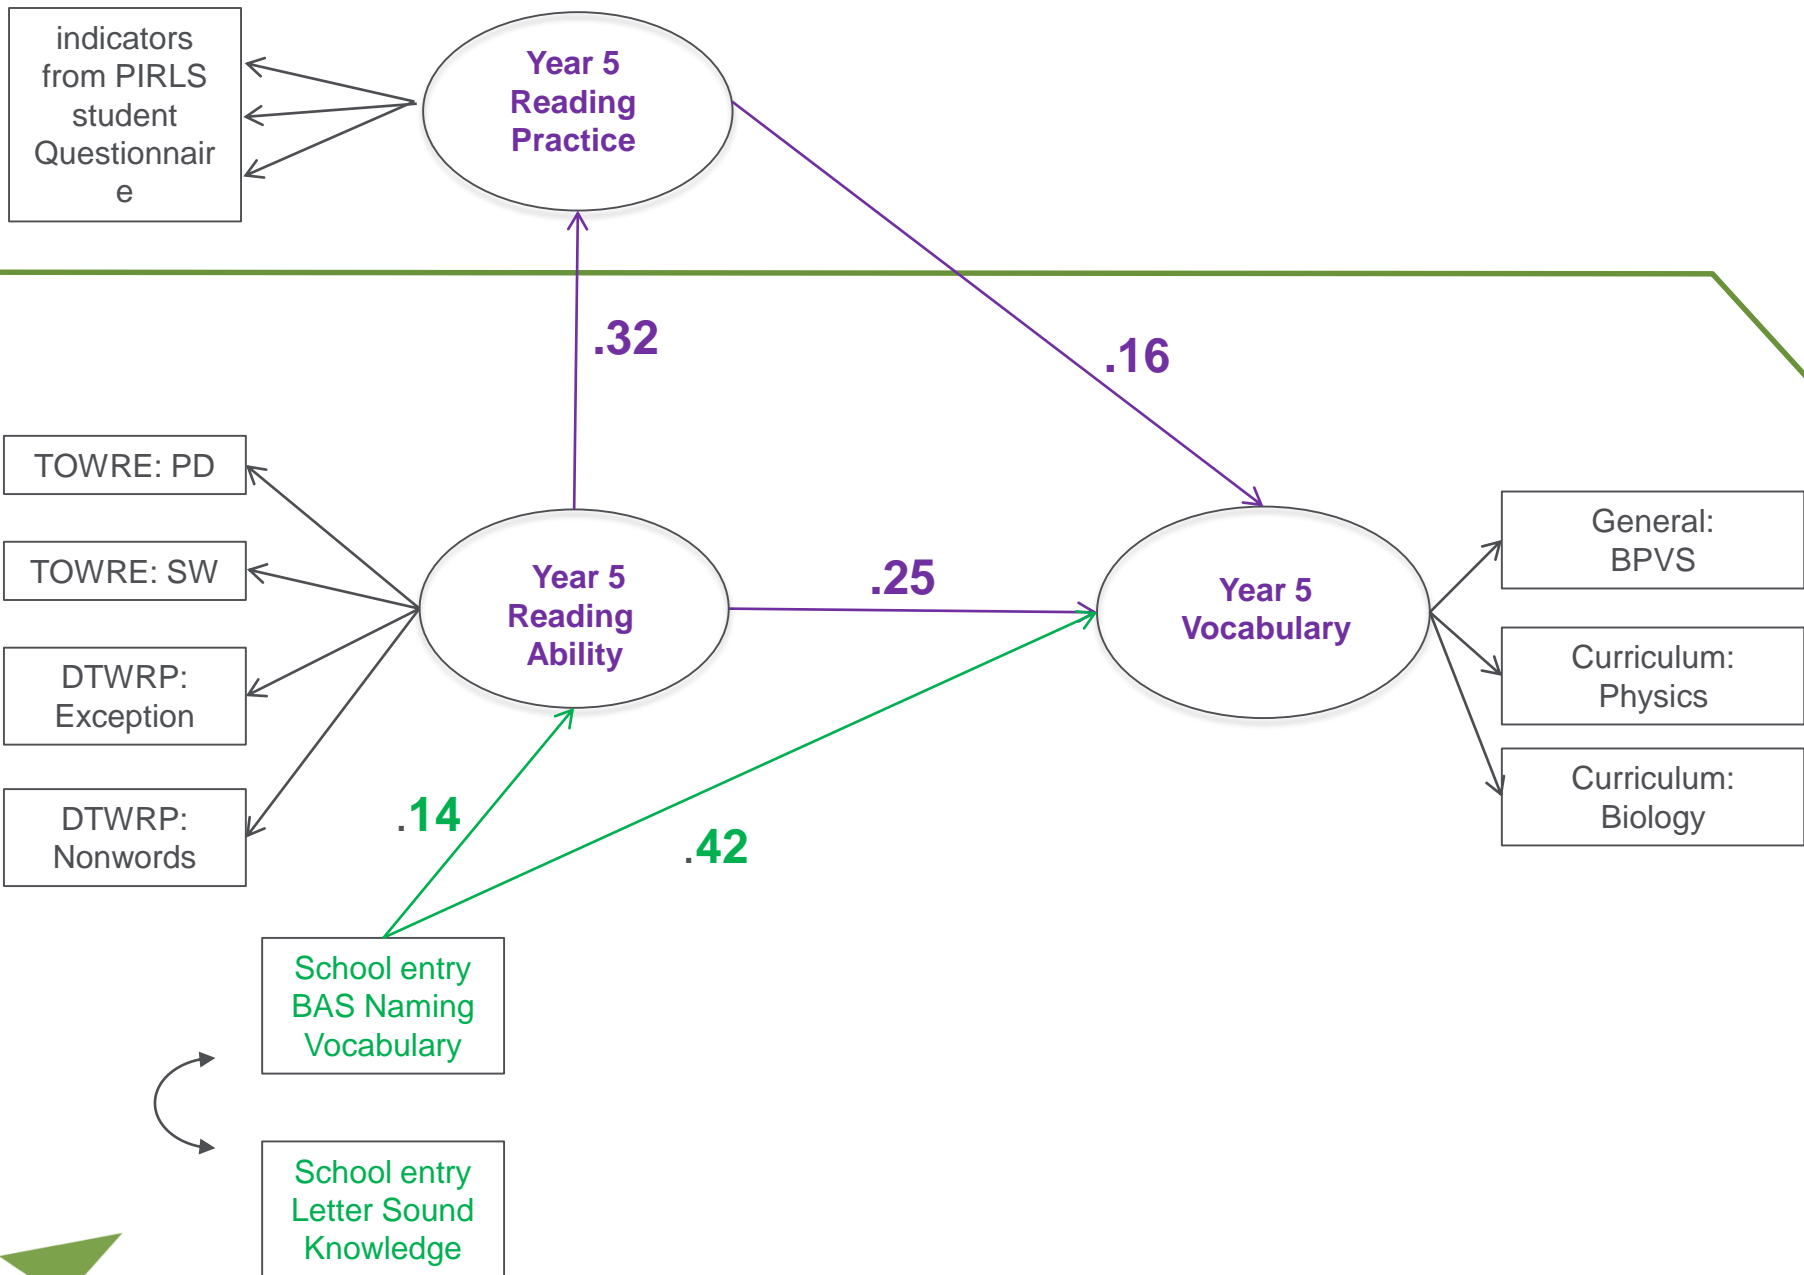 indicators
from PIRLS
student
Questionnair
e
Year 5
Reading
Practice
.32
.16
TOWRE: PD
TOWRE: SW
DTWRP:
Exception
DTWRP:
Nonwords
Year 5
Reading
Ability
.25
Year 5
Vocabulary
General:
BPVS
Curriculum:
Physics
Curriculum:
Biology
.14
.42
School entry
BAS Naming
Vocabulary
School entry
Letter Sound
Knowledge